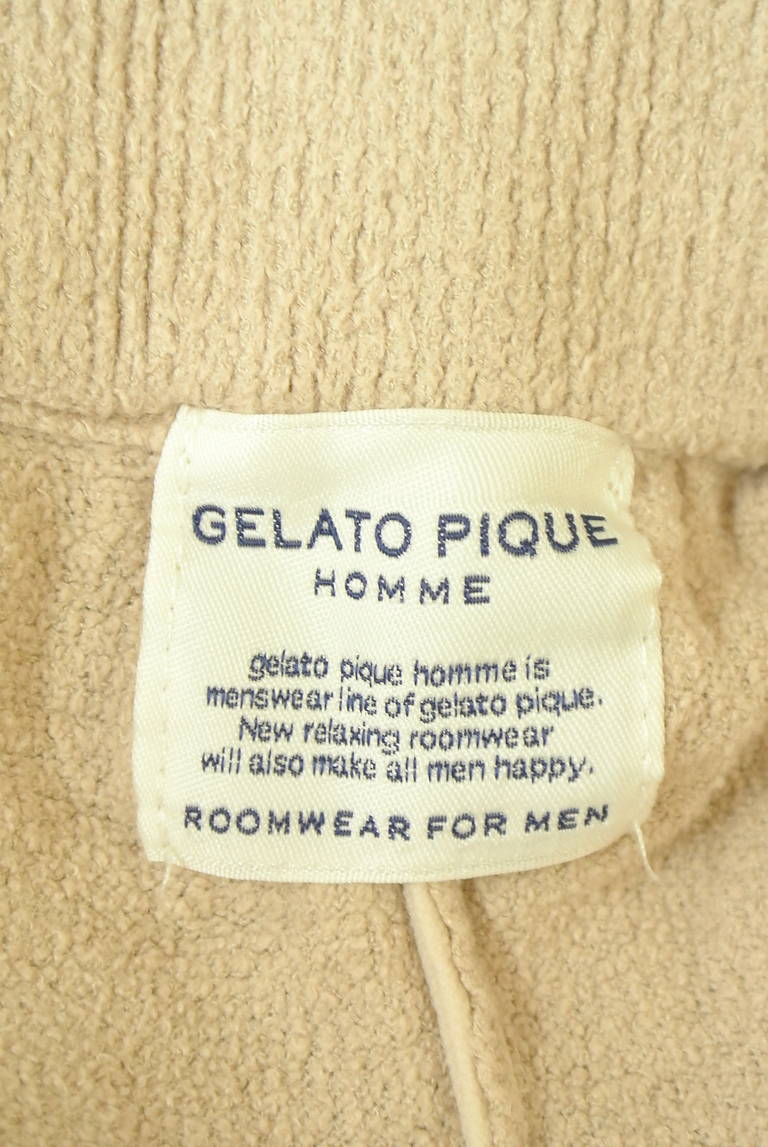 GELATO PIQUE
HOMME
gelato pique homme is
menswear line of gelato pique.
New relaxing roomwear
will also make all men happy.
ROOMWEAR FOR MEN